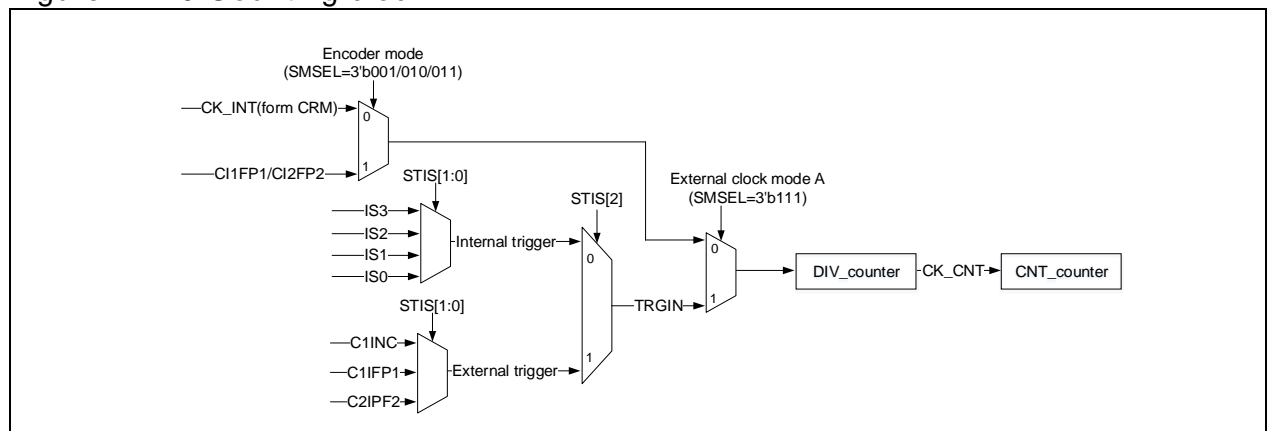 Encoder mode
(SMSEL=3'b001/010/011)
CK_INT(form CRM)
0
CI1FP1/CI2FP2
1
STIS[1:0]
IS3
IS2
IS1
IS0
Internal trigger
STIS[2]
0
1
External clock mode A
(SMSEL=3'b111)
0
1
TRGIN
DIV_counter
CK_CNT
CNT_counter
STIS[1:0]
C1INC
C1IFP1
C2IPF2
External trigger